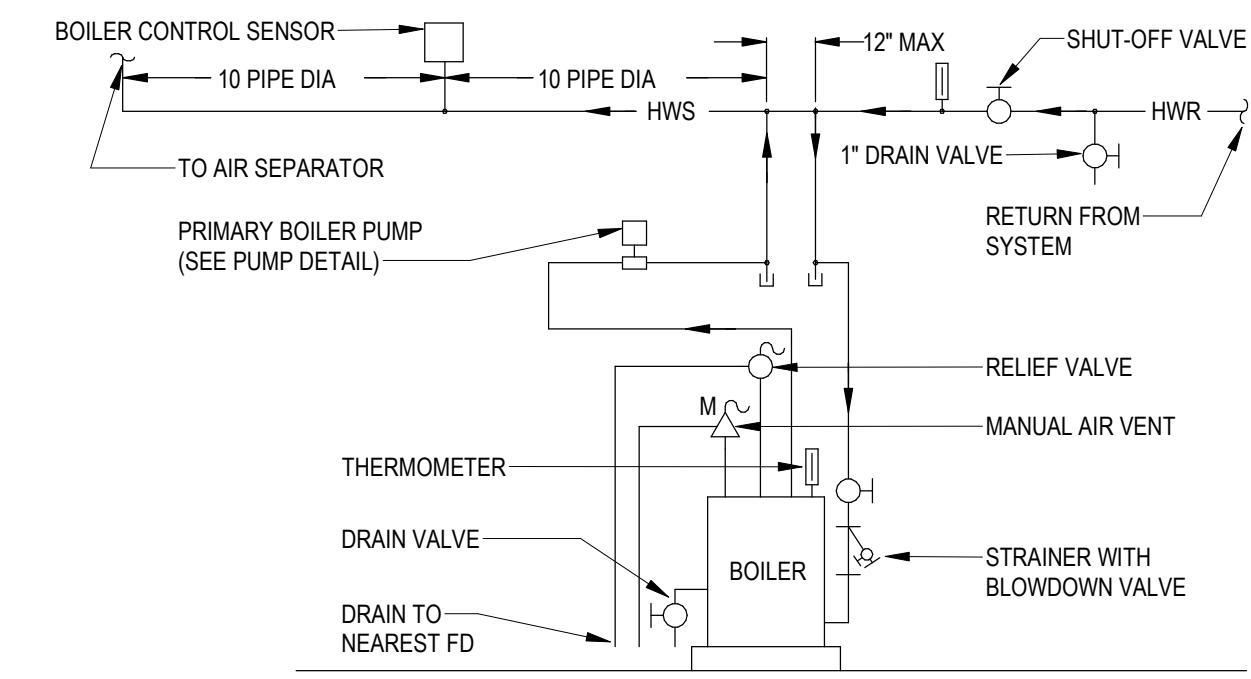 BOILER CONTROL SENSOR
12" MAX
SHUT-OFF VALVE
10 PIPE DIA
10 PIPE DIA
HWS
HWR
1" DRAIN VALVE
TO AIR SEPARATOR
RETURN FROM
SYSTEM
PRIMARY BOILER PUMP
(SEE PUMP DETAIL)
RELIEF VALVE
M
MANUAL AIR VENT
THERMOMETER
DRAIN VALVE
BOILER
STRAINER WITH
BLOWDOWN VALVE
DRAIN TO
NEAREST FD